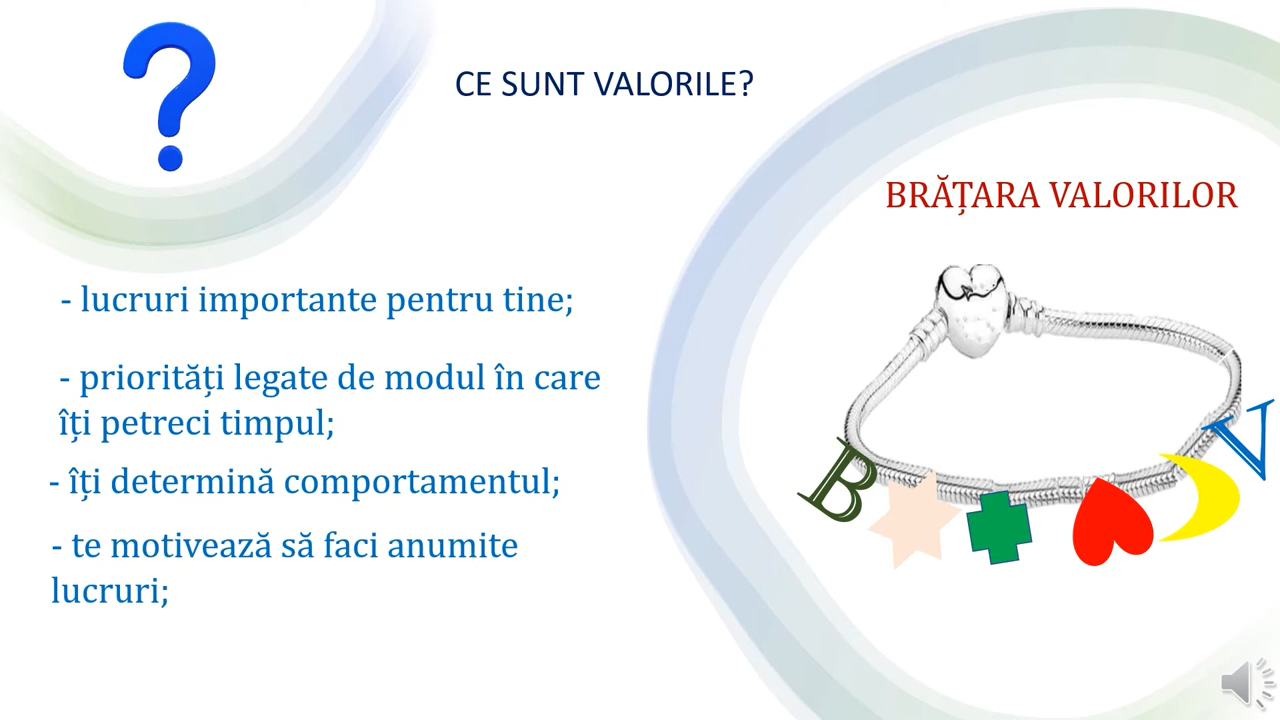 CE SUNT VALORILE?
BRĂȚARA VALORILOR
- lucruri importante pentru tine;
- priorități legate de modul în care
îți petreci timpul;
- îți determină comportamentul;
- te motivează să faci anumite
lucruri;
B
V